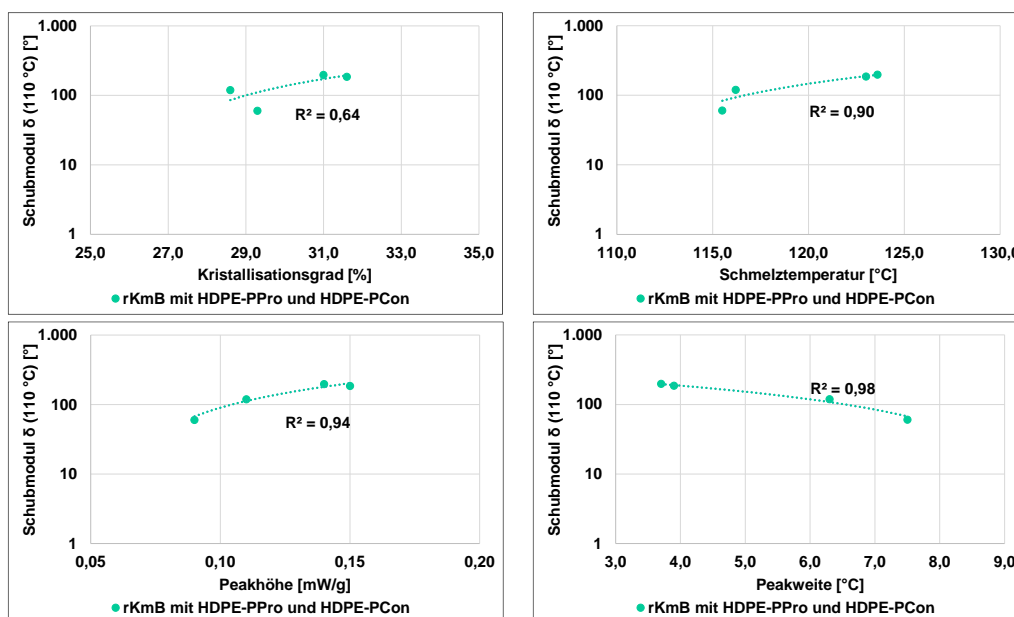 Schubmodul δ (110 °C) [°]
1.000
100
10
1
R² = 0,64
25,0 27,0 29,0 31,0 33,0 35,0
Kristallisationsgrad [%]
rKmB mit HDPE-PPro und HDPE-PCon
Schubmodul δ (110 °C) [°]
1.000
100
10
1
R² = 0,90
110,0 115,0 120,0 125,0 130,0
Schmelztemperatur [°C]
rKmB mit HDPE-PPro und HDPE-PCon
Schubmodul δ (110 °C) [°]
1.000
100
10
1
R² = 0,94
0,05 0,10 0,15 0,20
Peakhöhe [mW/g]
rKmB mit HDPE-PPro und HDPE-PCon
Schubmodul δ (110 °C) [°]
1.000
100
10
1
R² = 0,98
3,0 4,0 5,0 6,0 7,0 8,0 9,0
Peakweite [°C]
rKmB mit HDPE-PPro und HDPE-PCon